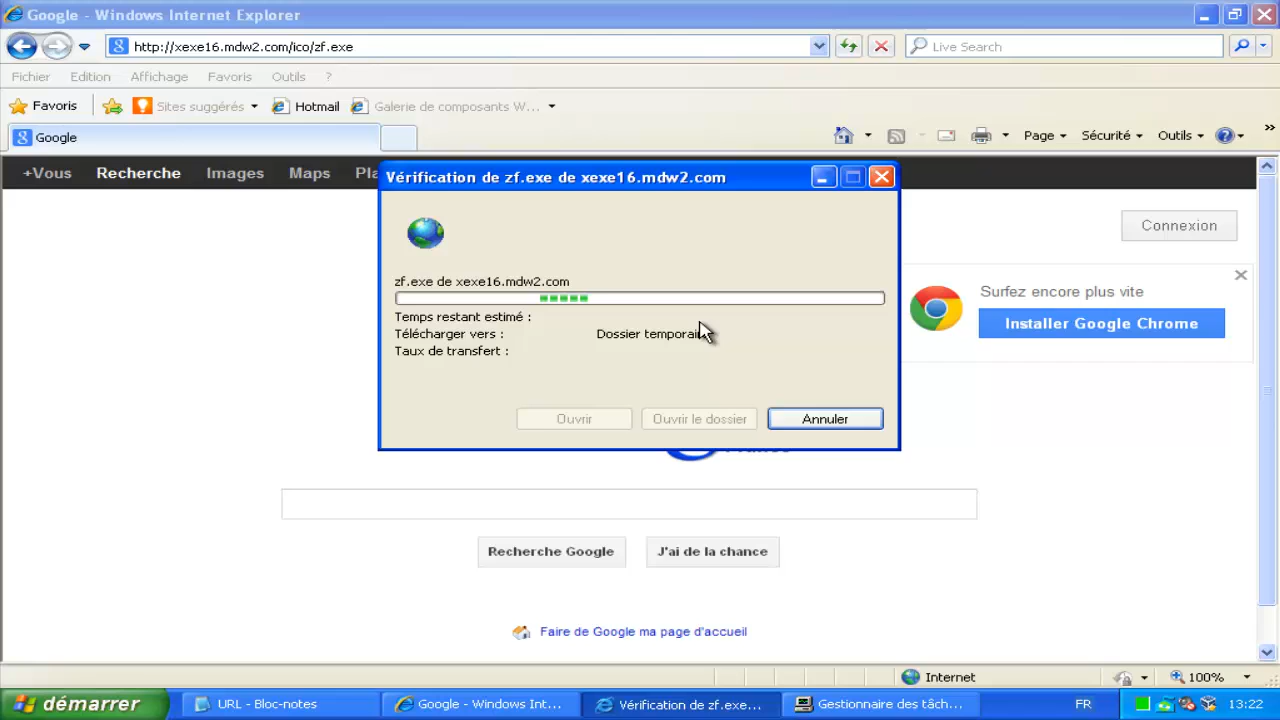 Google - Windows Internet Explorer
http://xexe16.mdw2.com/ico/zf.exe
Live Search
Fichier Edition Affichage Favoris Outils ?
Favoris Sites suggérés Hotmail Galerie de composants W...
Google
Page Sécurité Outils
+Vous Recherche Images Maps
Vérification de zf.exe de xexe16.mdw2.com
Connexion
zf.exe de xexe16.mdw2.com
Surfez encore plus vite
Installer Google Chrome
Temps restant estimé :
Télécharger vers : Dossier
Taux de transfert :
Ouvrir Ouvrir le dossier Annuler
Recherche Google J'ai de la chance
Faire de Google ma page d'accueil
Internet 100%
démarrer URL - Bloc-notes Google - Windows Int... Vérification de zf.exe... Gestionnaire des tâch... FR 13:22